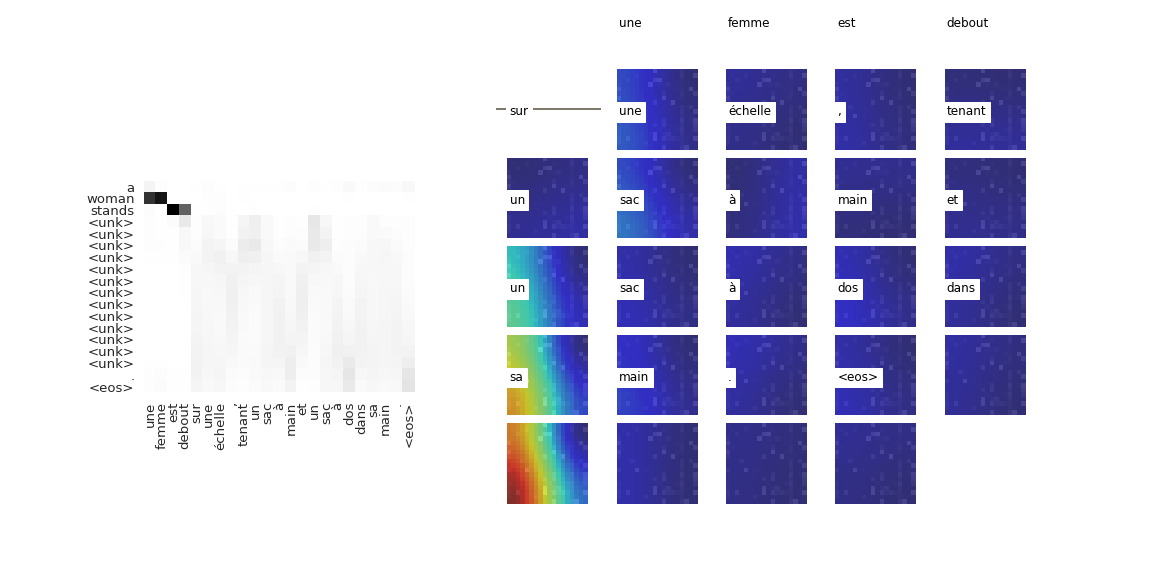 a
woman
stands
<unk>
<unk>
<unk>
<unk>
<unk>
<unk>
<unk>
<unk>
<unk>
<unk>
<unk>
<unk>
<unk>
.
<eos>
une
femme
est
debout
sur
une
échelle
,
tenant
un
sac
à
main
et
un
sac
à
dos
dans
sa
main
.
<eos>
une femme est debout
sur une échelle , tenant
un sac à main et
un sac à dos dans
sa main . <eos>